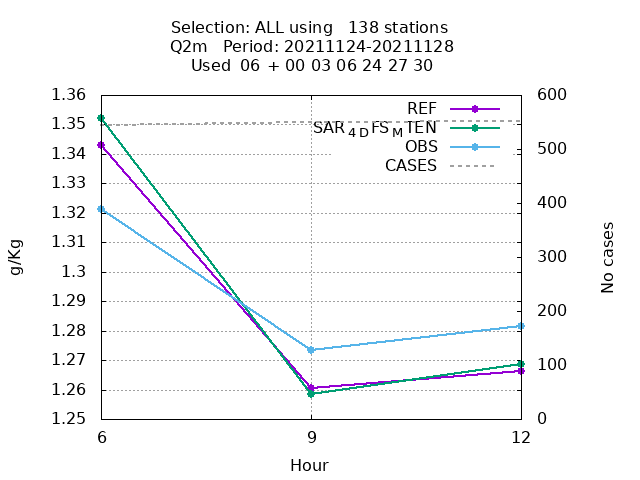 Selection: ALL using   138 stations
Q2m   Period: 20211124-20211128
Used  06 + 00 03 06 24 27 30
1.36
1.35
1.34
1.33
1.32
1.31
1.3
1.29
1.28
1.27
1.26
1.25
600
500
400
300
200
100
0
REF
SAR4DFSMTEN
OBS
CASES
g/Kg
No cases
6
9
12
Hour